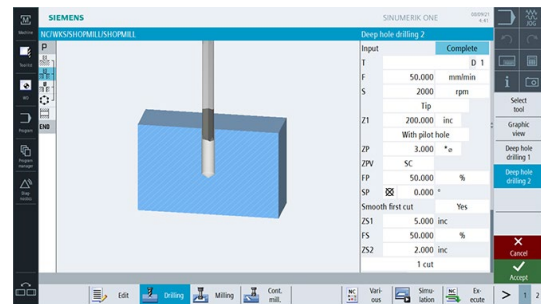 SIEMENS
SINUMERIK ONE
Machine
NC/WKS/SHOPMILL/SHOPMILL
Deep hole drilling 2
JOG
P
END
Input
Complete
T
D 1
F
50.000
mm/min
S
2000
rpm
Tip
Z1
200.000
inc
With pilot hole
ZP
3.000
*ø
ZPV
SC
FP
50.000
%
SP
0.000
°
Smooth first cut
Yes
ZS1
5.000
inc
FS
50.000
%
ZS2
2.000
inc
1 cut
Program
Program
manager
Select
tool
Graphic
view
Deep hole
drilling 1
Deep hole
drilling 2
Cancel
Accept
Edit
Drilling
Milling
Cont.
mill.
NC
Vari-
ous
Simu-
lation
NC
Ex-
ecute
1
2